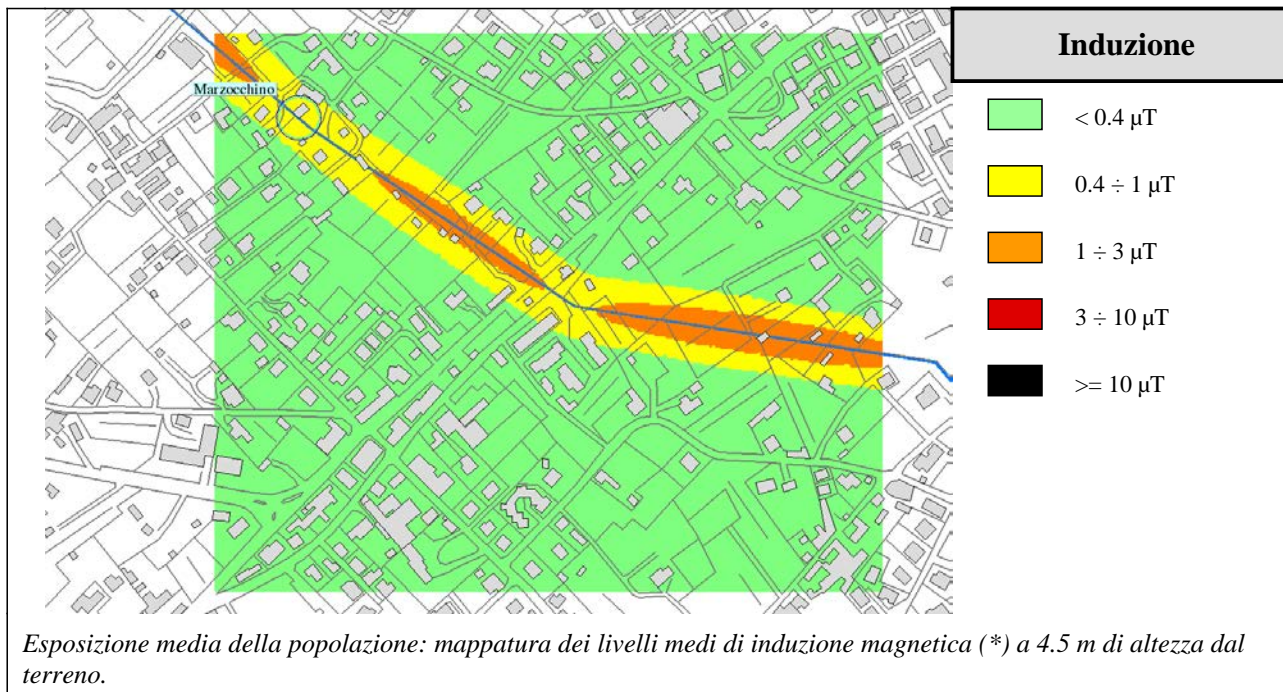 Induzione
Marzocchino
< 0.4 µT
0.4 ÷ 1 µT
1 ÷ 3 µT
3 ÷ 10 µT
>= 10 µT
Esposizione media della popolazione: mappatura dei livelli medi di induzione magnetica (*) a 4.5 m di altezza dal
terreno.